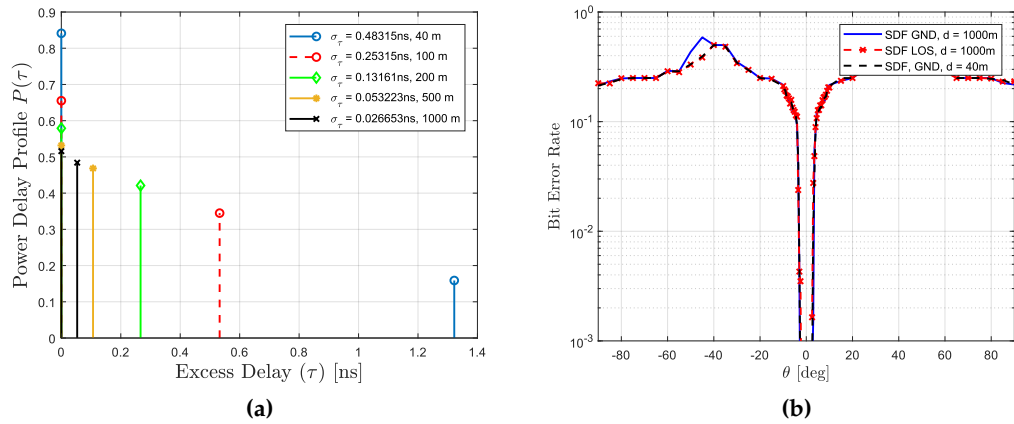 0.9
0.8
0.7
0.6
0.5
0.4
0.3
0.2
0.1
0
Power Delay Profile P(τ)
σ_τ = 0.48315ns, 40 m
σ_τ = 0.25315ns, 100 m
σ_τ = 0.13161ns, 200 m
σ_τ = 0.053223ns, 500 m
σ_τ = 0.026653ns, 1000 m
0 0.2 0.4 0.6 0.8 1 1.2 1.4
Excess Delay (τ) [ns]
(a)
10^0
10^-1
10^-2
10^-3
Bit Error Rate
SDF GND, d = 1000m
SDF LOS, d = 1000m
SDF, GND, d = 40m
-80 -60 -40 -20 0 20 40 60 80
θ [deg]
(b)